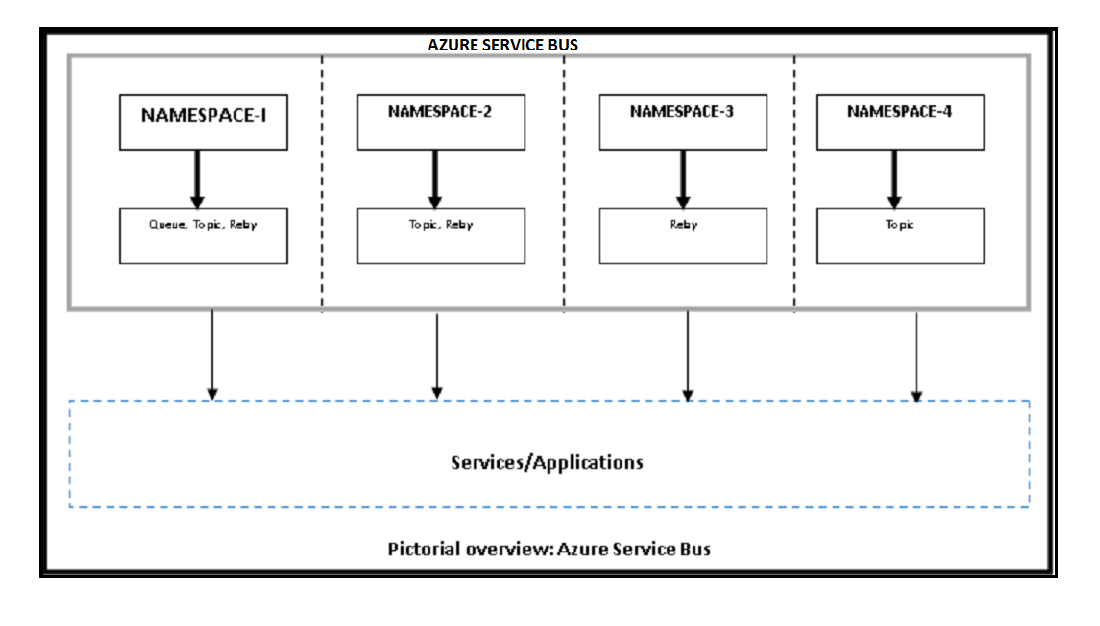 AZURE SERVICE BUS
NAMESPACE-I
NAMESPACE-2
NAMESPACE-3
NAMESPACE-4
Queue, Topic, Relay
Topic, Relay
Relay
Topic
Services/Applications
Pictorial overview: Azure Service Bus